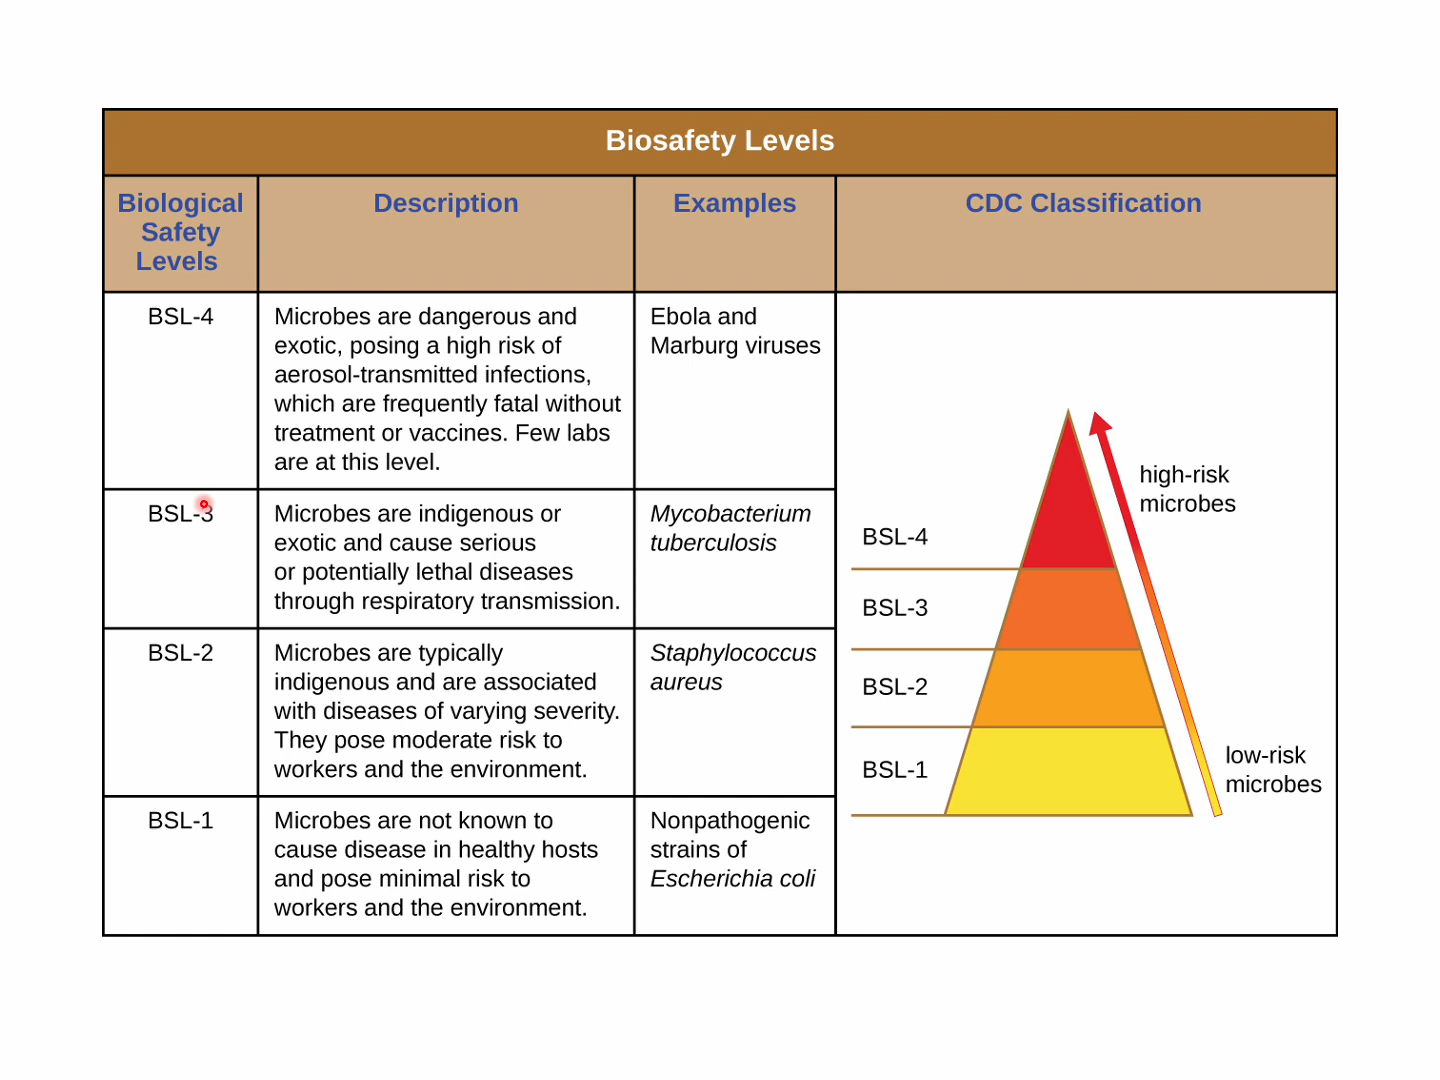 Biosafety Levels
Biological
Safety
Levels
Description
Examples
CDC Classification
BSL-4
Microbes are dangerous and
exotic, posing a high risk of
aerosol-transmitted infections,
which are frequently fatal without
treatment or vaccines. Few labs
are at this level.
Ebola and
Marburg viruses
BSL-3
Microbes are indigenous or
exotic and cause serious
or potentially lethal diseases
through respiratory transmission.
Mycobacterium
tuberculosis
BSL-2
Microbes are typically
indigenous and are associated
with diseases of varying severity.
They pose moderate risk to
workers and the environment.
Staphylococcus
aureus
BSL-1
Microbes are not known to
cause disease in healthy hosts
and pose minimal risk to
workers and the environment.
Nonpathogenic
strains of
Escherichia coli
high-risk
microbes
BSL-4
BSL-3
BSL-2
BSL-1
low-risk
microbes